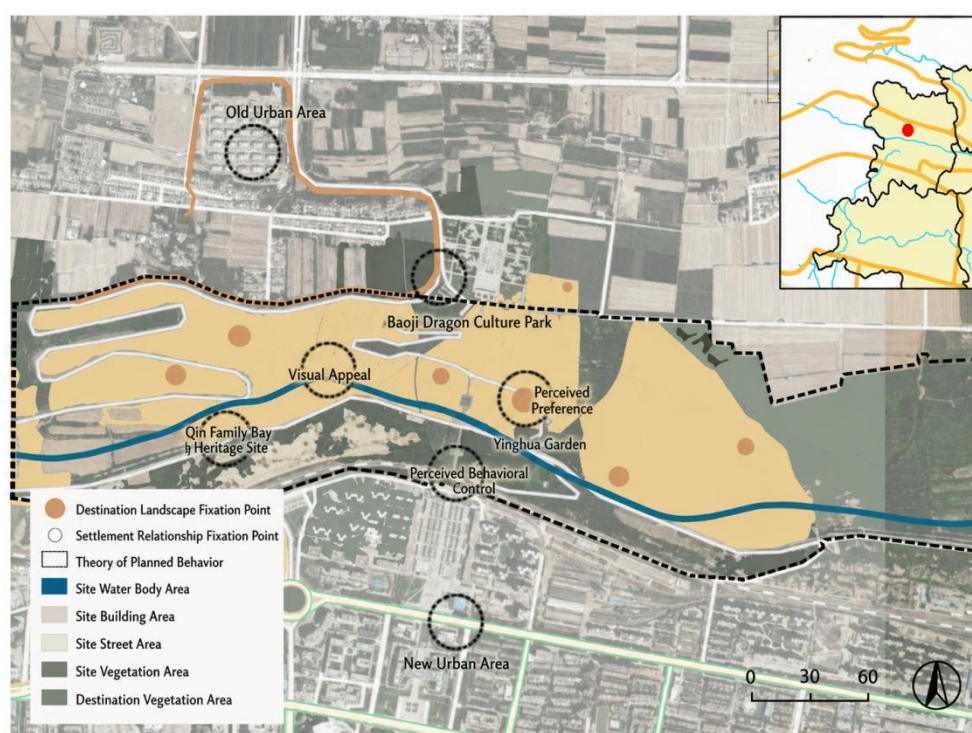 Old Urban Area
Baoji Dragon Culture Park
Visual Appeal
Perceived
Preference
Qin Family Bay
Heritage Site
Yinghua Garden
Perceived Behavioral
Control
Destination Landscape Fixation Point
Settlement Relationship Fixation Point
Theory of Planned Behavior
Site Water Body Area
Site Building Area
Site Street Area
Site Vegetation Area
Destination Vegetation Area
New Urban Area
0 30 60